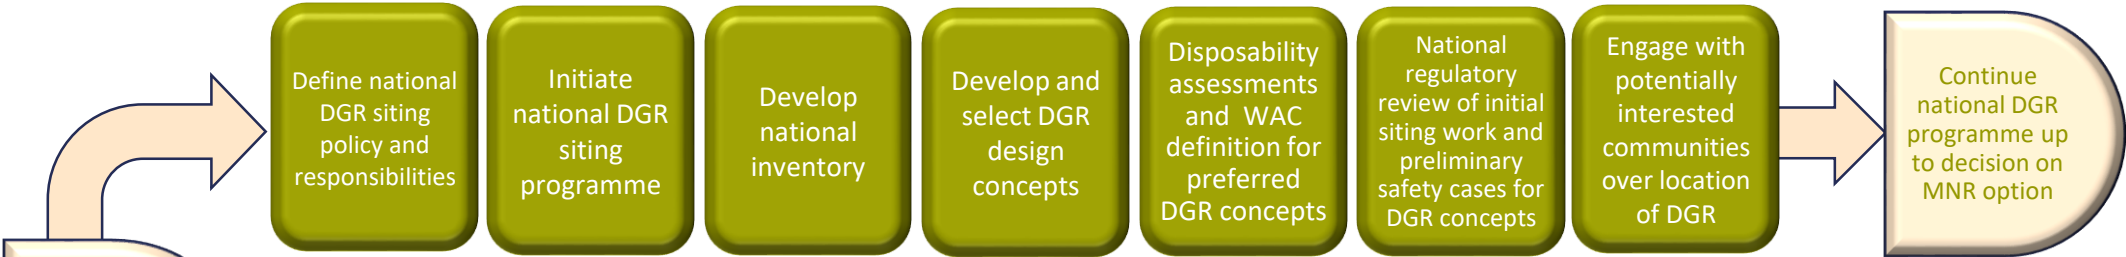 Define national
DGR siting
policy and
responsibilities
Initiate
national DGR
siting
programme
Develop
national
inventory
Develop and
select DGR
design
concepts
Disposability
assessments
and WAC
definition for
preferred
DGR concepts
National
regulatory
review of initial
siting work and
preliminary
safety cases for
DGR concepts
Engage with
potentially
interested
communities
over location
of DGR
Continue
national DGR
programme up
to decision on
MNR option